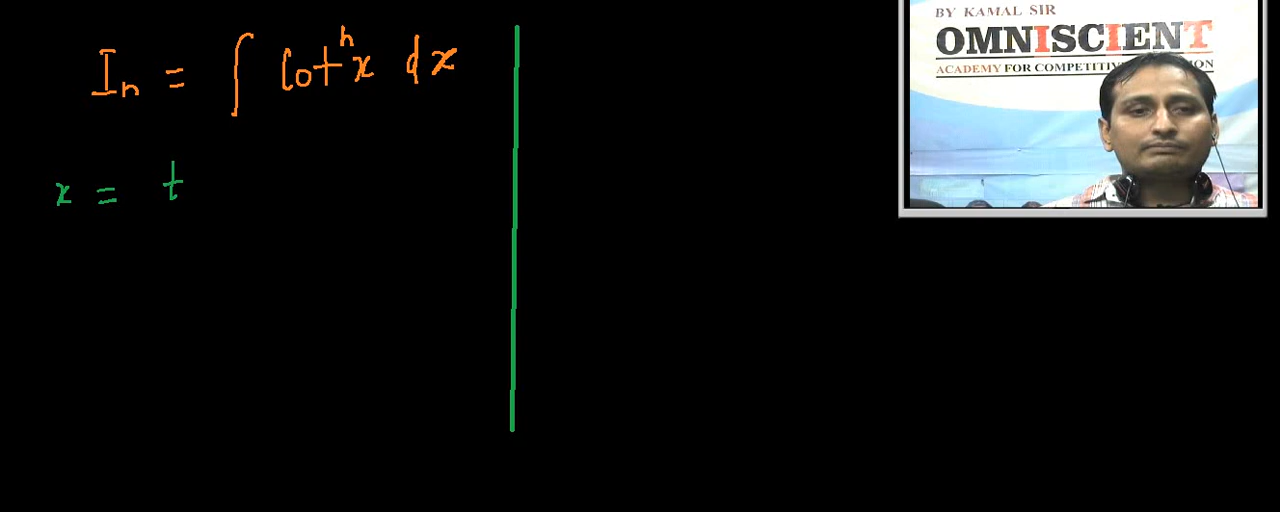 Iₙ = ∫ Cotⁿx dx
x = t
BY KAMAL SIR
OMNISCIENT
ACADEMY FOR COMPETITIV